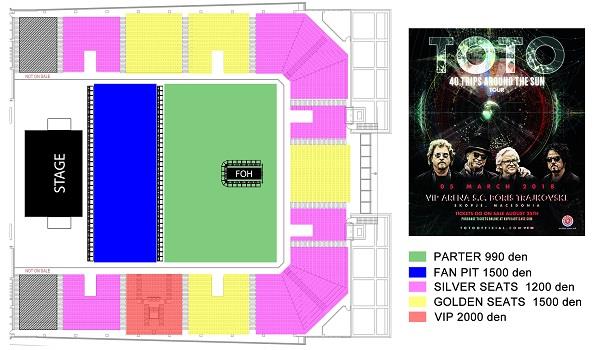 NOT ON SALE
STAGE
FOH
NOT ON SALE
TOTO
40 TRIPS AROUND THE SUN
TOUR
05 MARCH 2018
VIP ARENA S.C. BORIS TRAJKOVSKI
SKOPJE, MACEDONIA
TICKETS GO ON SALE AUGUST 25TH
TOTOOFFICIAL.COM
PARTER 990 den
FAN PIT 1500 den
SILVER SEATS 1200 den
GOLDEN SEATS 1500 den
VIP 2000 den